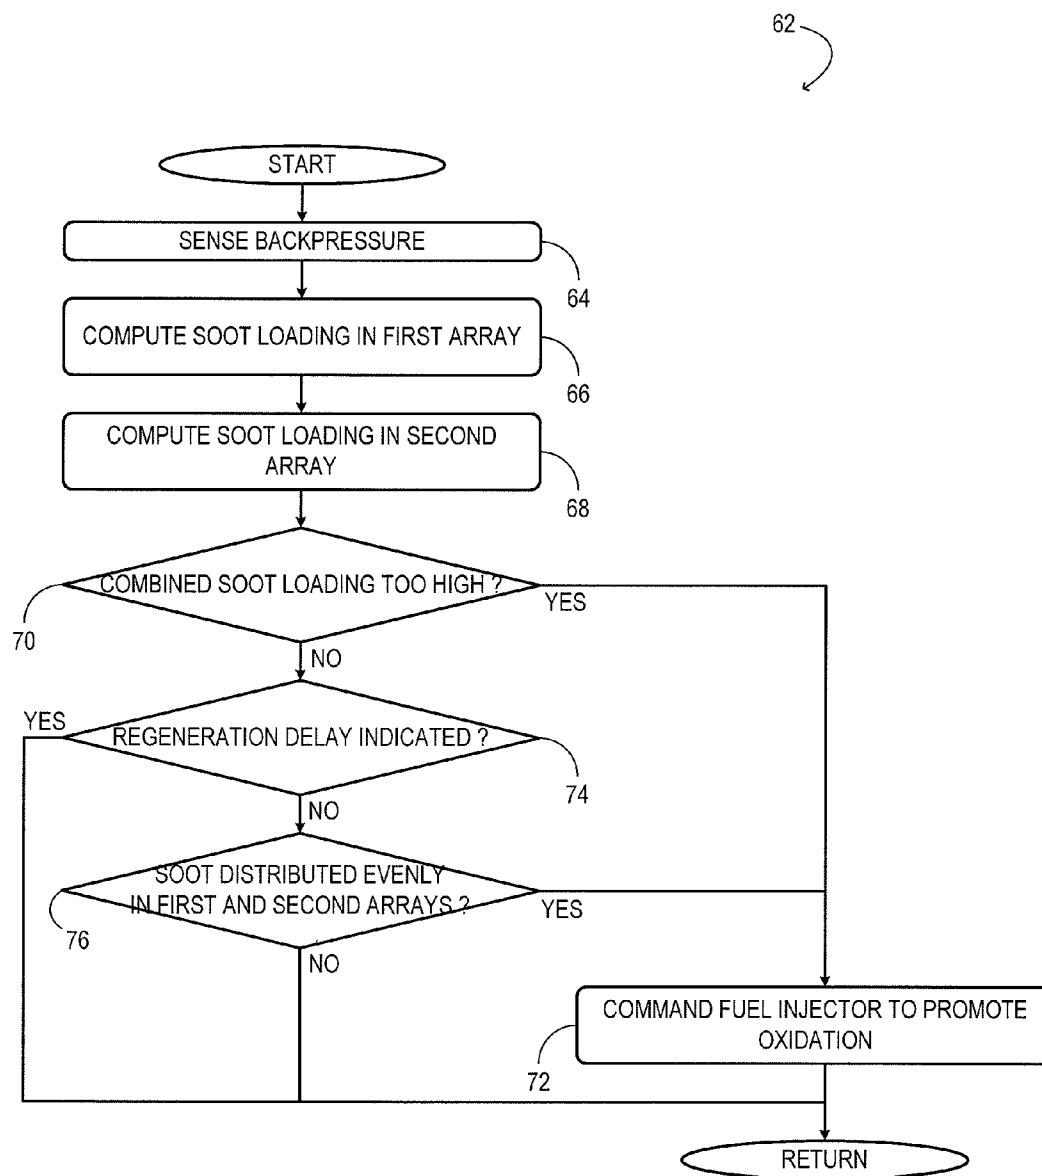 62
START
SENSE BACKPRESSURE
64
COMPUTE SOOT LOADING IN FIRST ARRAY
66
COMPUTE SOOT LOADING IN SECOND
ARRAY
68
COMBINED SOOT LOADING TOO HIGH ?
YES
70
NO
YES
REGENERATION DELAY INDICATED ?
74
NO
SOOT DISTRIBUTED EVENLY
IN FIRST AND SECOND ARRAYS ?
YES
76
NO
COMMAND FUEL INJECTOR TO PROMOTE
OXIDATION
72
RETURN